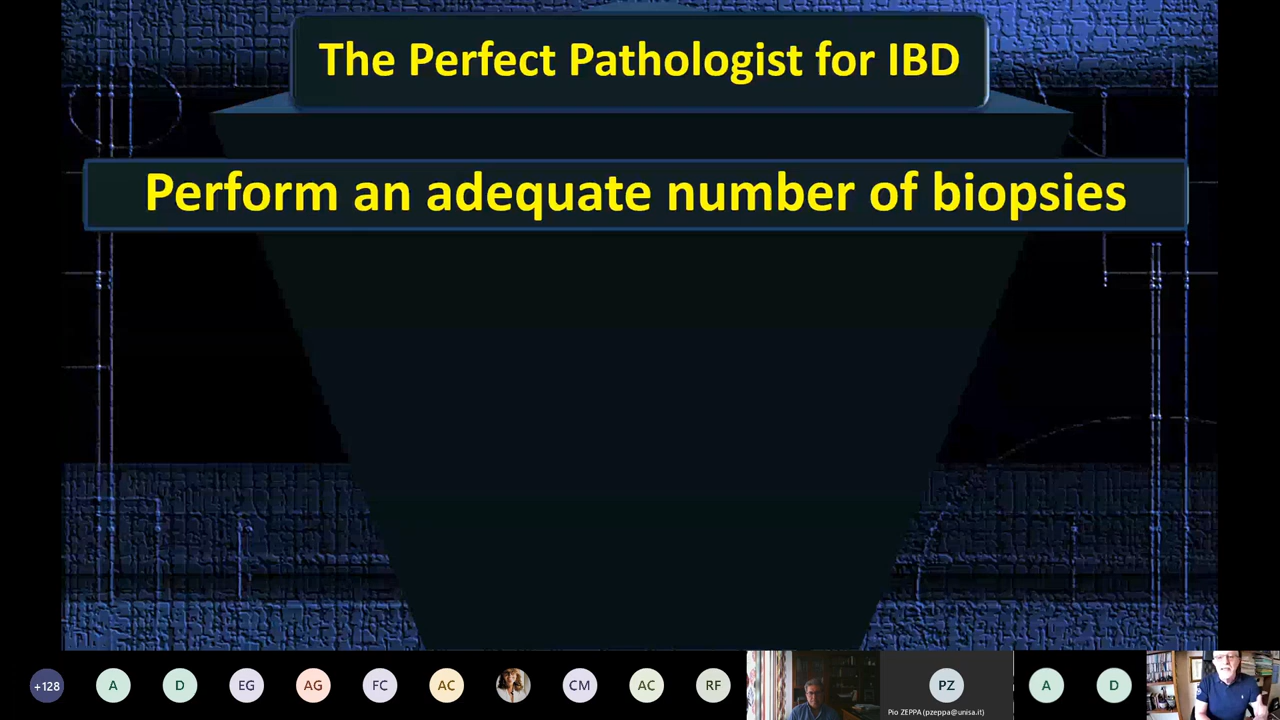 The Perfect Pathologist for IBD
Perform an adequate number of biopsies
+128
A
D
EG
AG
FC
AC
CM
AC
RF
PZ
Pio ZEPPA (pzeppa@unisa.it)
A
D